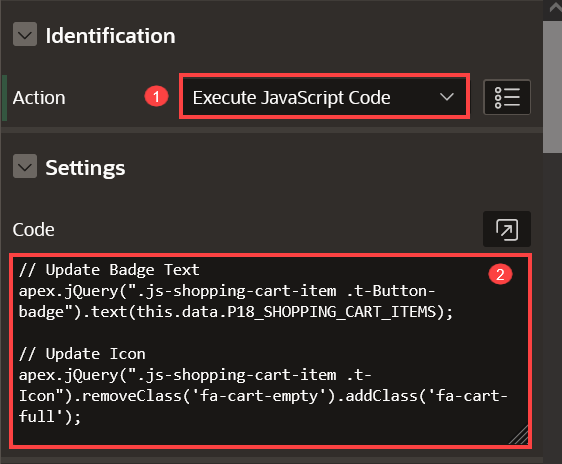 Identification
Action 1 Execute JavaScript Code
Settings
Code
2
// Update Badge Text
apex.jQuery(".js-shopping-cart-item .t-Button-
badge").text(this.data.P18_SHOPPING_CART_ITEMS);
// Update Icon
apex.jQuery(".js-shopping-cart-item .t-
Icon").removeClass('fa-cart-empty').addClass('fa-cart-
full');